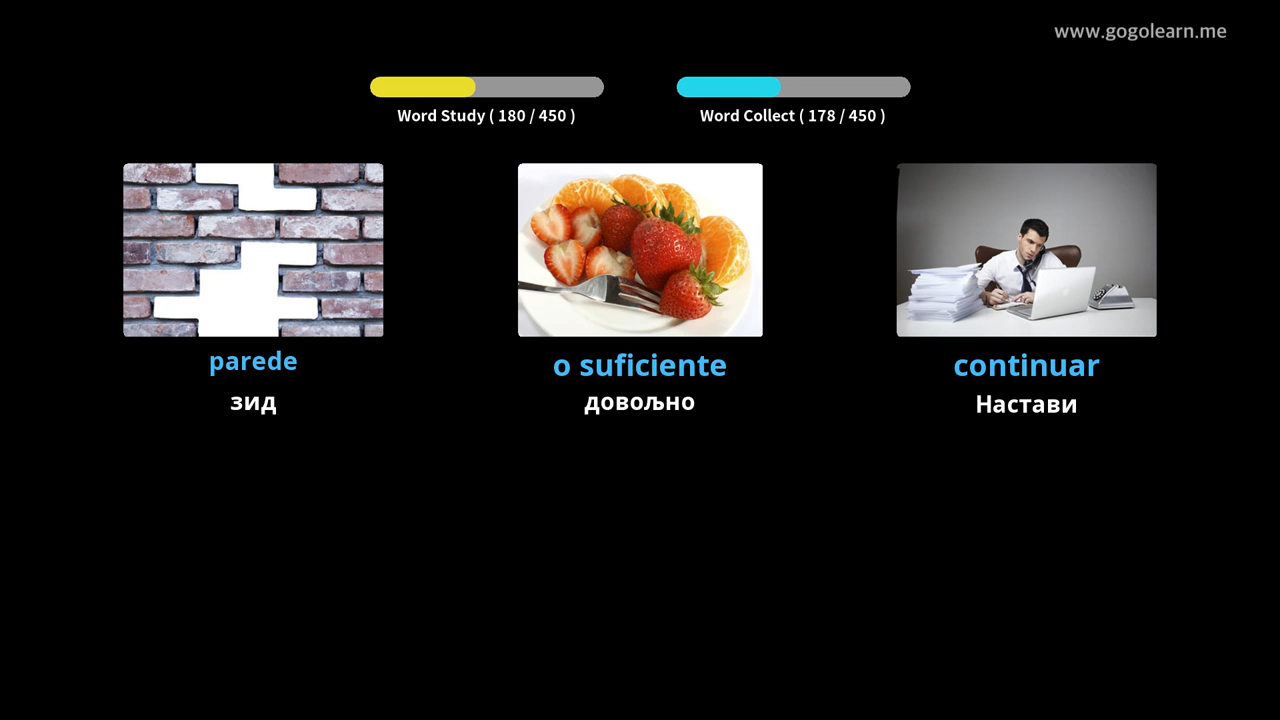 www.gogolearn.me
Word Study ( 180 / 450 )
Word Collect ( 178 / 450 )
parede
зид
o suficiente
довољно
continuar
Настави